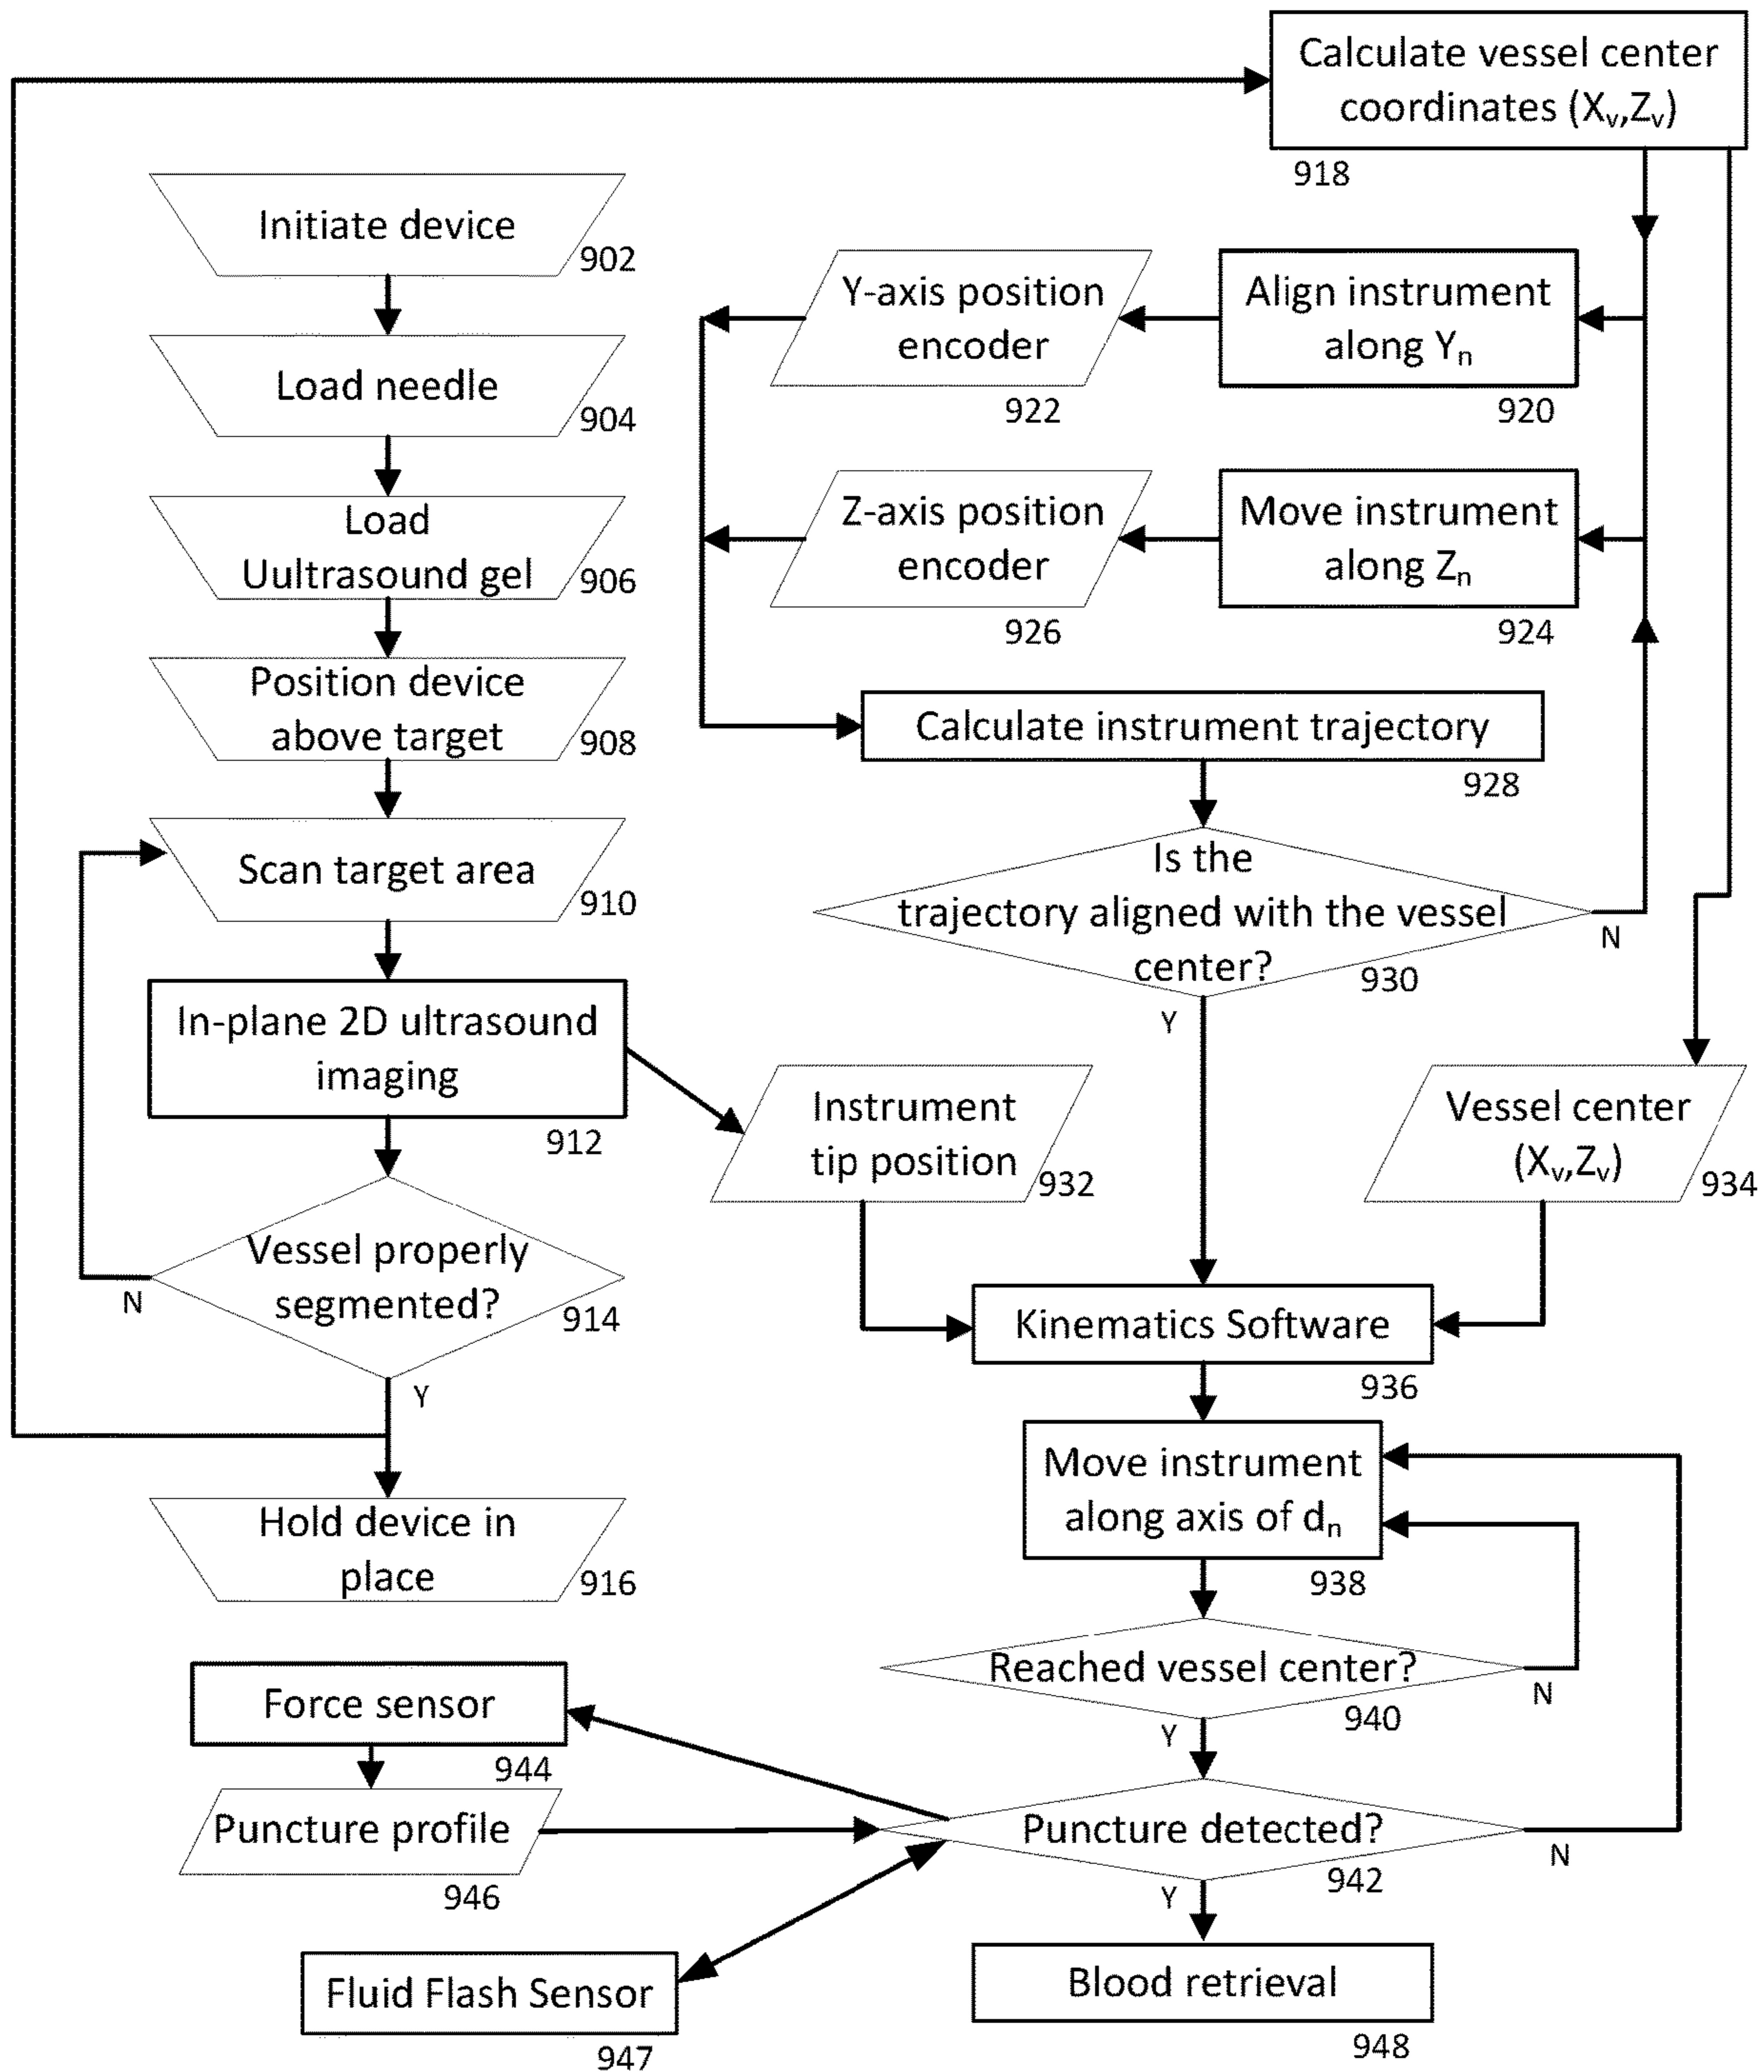 Calculate vessel center
coordinates (Xv,Zv)
918
Initiate device
902
Load needle
904
Load
Uultrasound gel
906
Position device
above target
908
Scan target area
910
In-plane 2D ultrasound
imaging
912
Vessel properly
segmented?
914
N
Y
Hold device in
place
916
Align instrument
along Yn
920
Y-axis position
encoder
922
Move instrument
along Zn
924
Z-axis position
encoder
926
Calculate instrument trajectory
928
Is the
trajectory aligned with the vessel
center?
930
N
Y
Instrument
tip position
932
Vessel center
(Xv,Zv)
934
Kinematics Software
936
Move instrument
along axis of dn
938
Reached vessel center?
940
N
Y
Puncture detected?
942
N
Y
Force sensor
944
Puncture profile
946
Fluid Flash Sensor
947
Blood retrieval
948